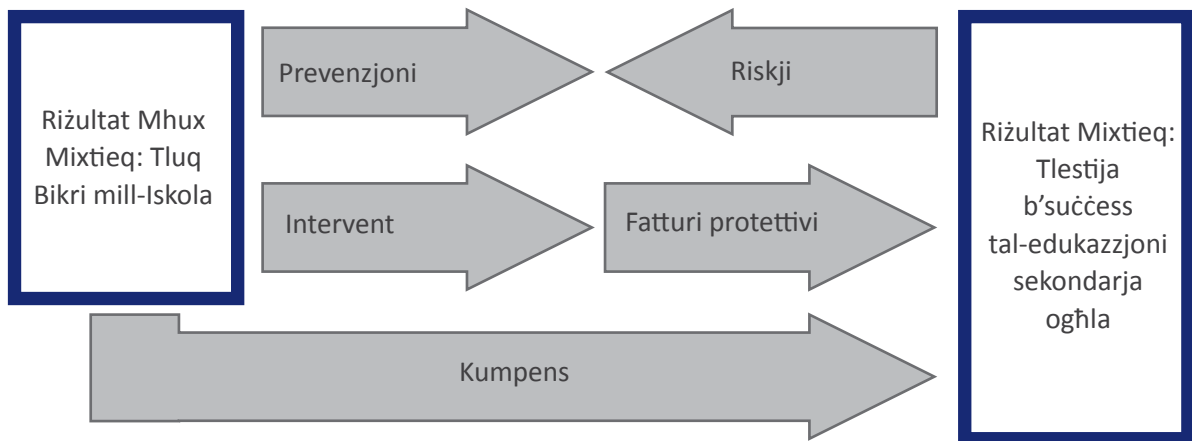 Riżultat Mhux
Mixtieq: Tluq
Bikri mill-Iskola
Prevenzjoni
Riskji
Intervent
Fatturi protettivi
Kumpens
Riżultat Mixtieq:
Tlestija
b'suċċess
tal-edukazzjoni
sekondarja
ogħla